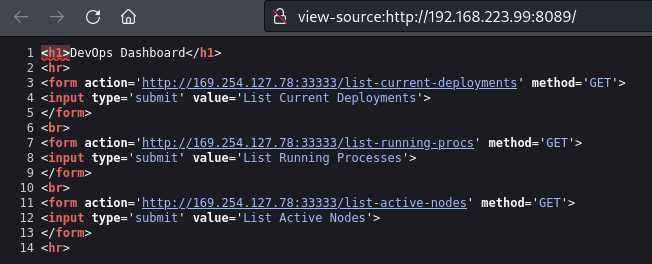 view-source:http://192.168.223.99:8089/
1 <h1>DevOps Dashboard</h1>
2 <hr>
3 <form action='http://169.254.127.78:33333/list-current-deployments' method='GET'>
4 <input type='submit' value='List Current Deployments'>
5 </form>
6 <br>
7 <form action='http://169.254.127.78:33333/list-running-procs' method='GET'>
8 <input type='submit' value='List Running Processes'>
9 </form>
10 <br>
11 <form action='http://169.254.127.78:33333/list-active-nodes' method='GET'>
12 <input type='submit' value='List Active Nodes'>
13 </form>
14 <hr>